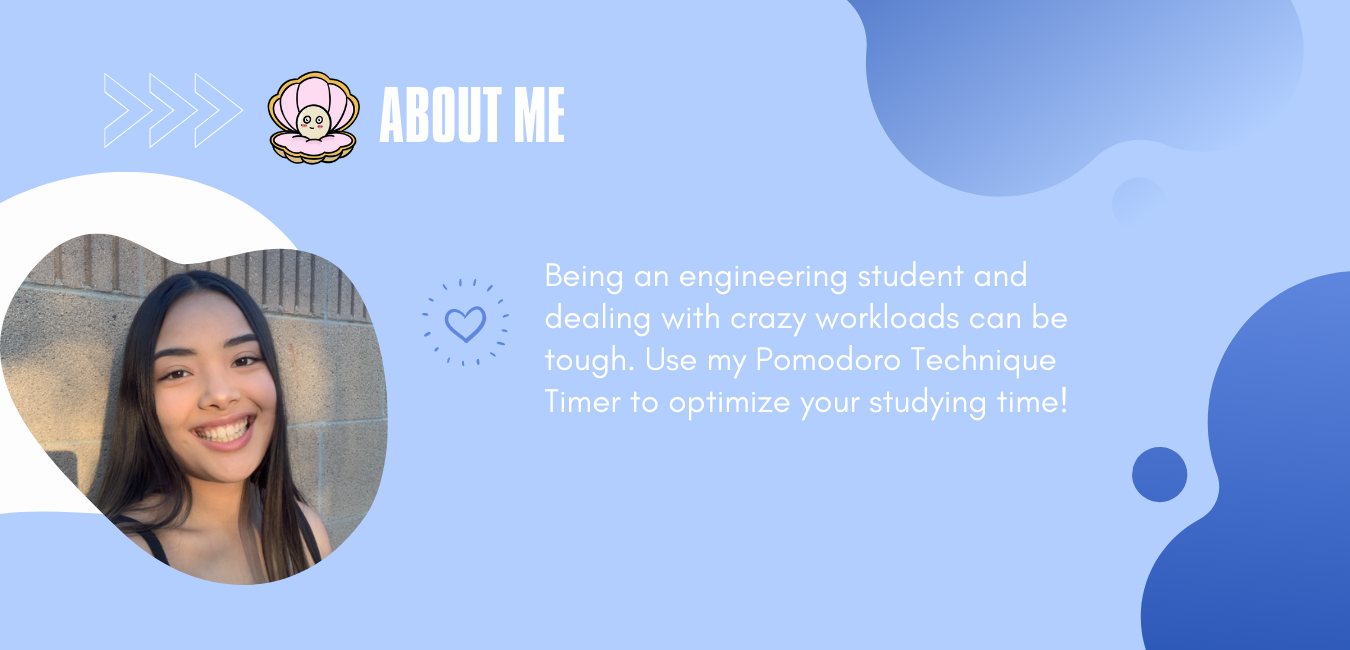 ABOUT ME
Being an engineering student and
dealing with crazy workloads can be
tough. Use my Pomodoro Technique
Timer to optimize your studying time!